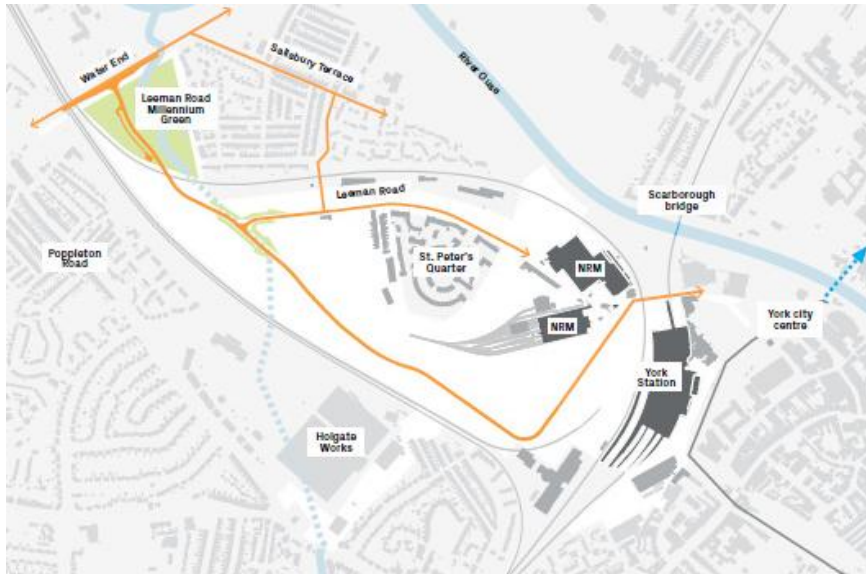 Water End
Salisbury Terrace
River Ouse
Leeman Road
Millennium
Green
Scarborough
bridge
Leeman Road
Poppleton
Road
St. Peter's
Quarter
NRM
NRM
York city
centre
York
Station
Holgate
Works